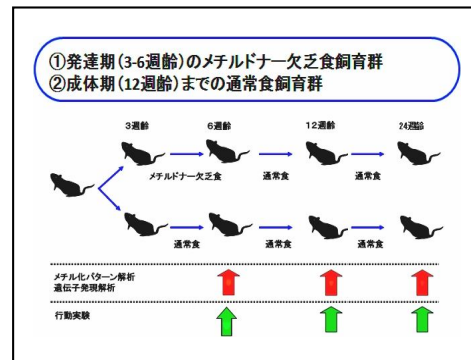 ①発達期(3-6週齢)のメチルドナー欠乏食飼育群
②成体期(12週齢)までの通常食飼育群
3週齢 6週齢 12週齢 24週齢
メチルドナー欠乏食 通常食 通常食
通常食 通常食 通常食
メチル化パターン解析
遺伝子発現解析
行動実験